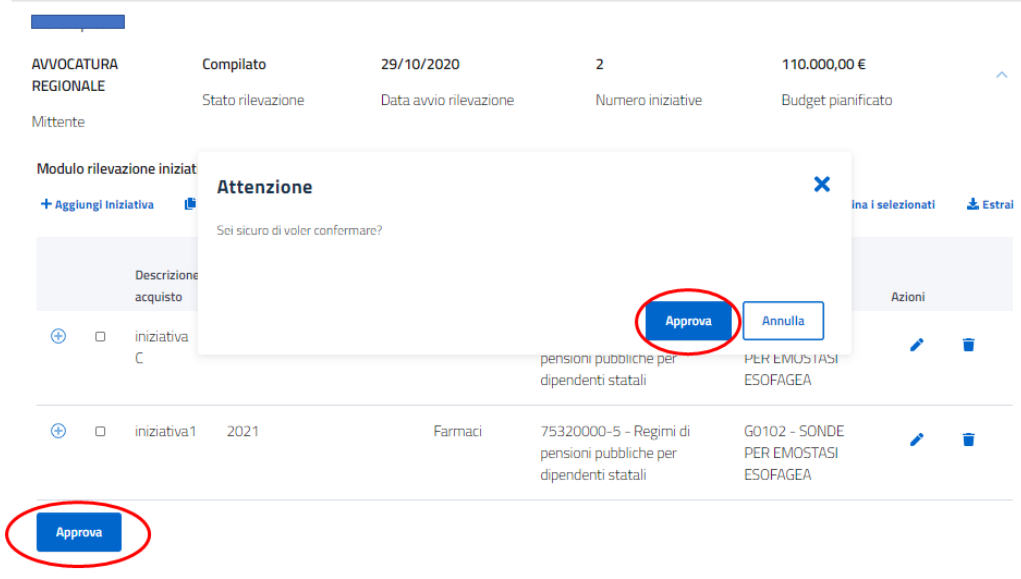 AVVOCATURA REGIONALE
Mittente
Compilato
Stato rilevazione
29/10/2020
Data avvio rilevazione
2
Numero iniziative
110.000,00 €
Budget pianificato
Modulo rilevazione iniziat
+ Aggiungi Iniziativa
ina i selezionati
Estrai
Attenzione
Sei sicuro di voler confermare?
Approva
Annulla
Descrizione
acquisto
Azioni
iniziativa
C
pensioni pubbliche per
dipendenti statali
PER EMOSTASI
ESOFAGEA
iniziativa1
2021
Farmaci
75320000-5 - Regimi di
pensioni pubbliche per
dipendenti statali
G0102 - SONDE
PER EMOSTASI
ESOFAGEA
Approva